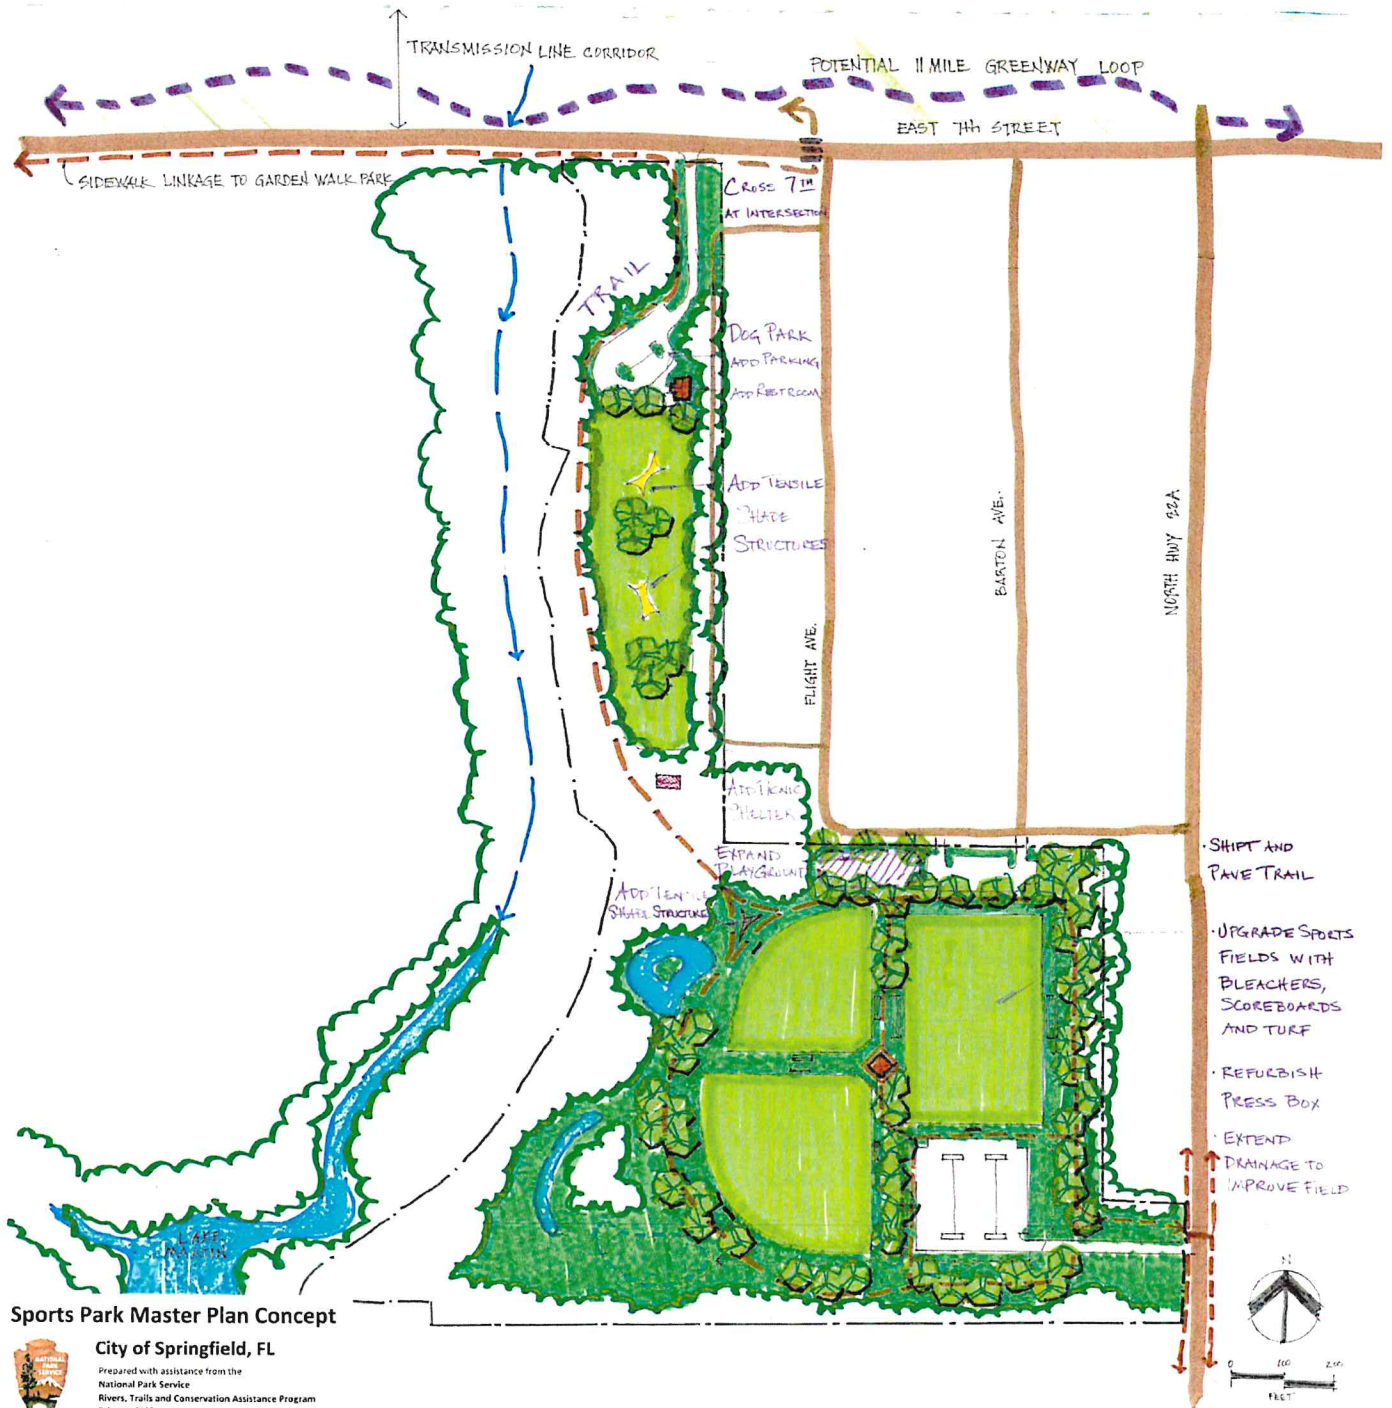 TRANSMISSION LINE CORRIDOR
POTENTIAL 11 MILE GREENWAY LOOP
EAST 7th STREET
SIDEWALK LINKAGE TO GARDEN WALK PARK
CROSS 7TH
AT INTERSECTION
TRAIL
DOG PARK
ADD PARKING
ADD RESTROOM
ADD TENSILE
SHADE
STRUCTURES
FLIGHT AVE.
BARTON AVE.
NORTH HWY 22A
ADD PICNIC
SHELTER
EXPAND
PLAYGROUND
ADD TENSILE
SHADE STRUCTURE
· SHIFT AND
PAVE TRAIL
· UPGRADE SPORTS
FIELDS WITH
BLEACHERS,
SCOREBOARDS
AND TURF
· REFURBISH
PRESS BOX
· EXTEND
DRAINAGE TO
IMPROVE FIELD
LAKE
MARTIN
Sports Park Master Plan Concept
City of Springfield, FL
Prepared with assistance from the
National Park Service
Rivers, Trails and Conservation Assistance Program
NATIONAL
PARK
SERVICE
N
0 100 200
FEET